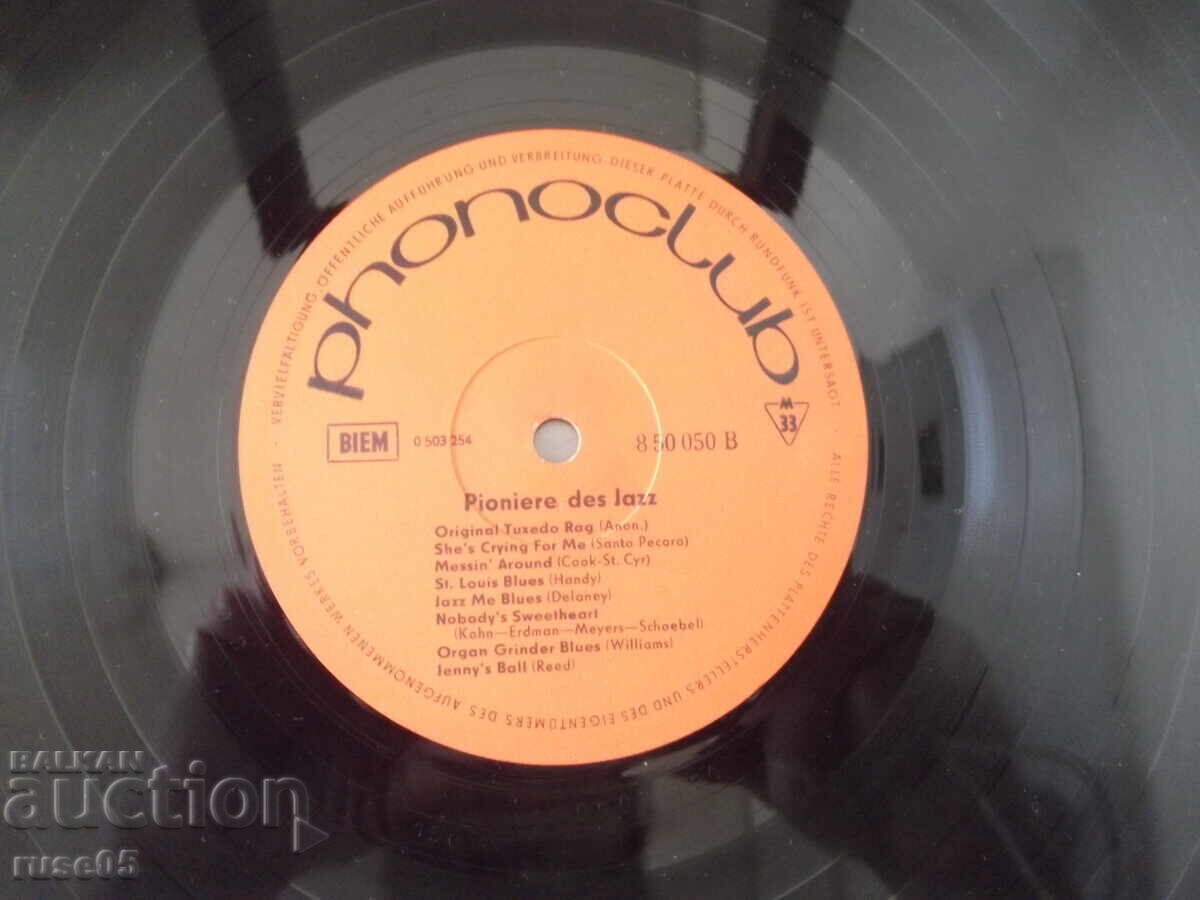 VERVIELFÄLTIGUNG, ÖFFENTLICHE AUFFÜHRUNG UND VERBREITUNG DIESER PLATTE DURCH RUNDFUNK IST UNTERSAGT · ALLE RECHTE DES PLATTENHERSTELLERS UND DES EIGENTÜMERS DES AUFGENOMMENEN WERKES VORBEHALTEN ·
phonoclub
BIEM
0 503 254
8 50 050 B
M
33
Pioniere des Jazz
Original Tuxedo Rag (Anon.)
She's Crying For Me (Santo Pecora)
Messin' Around (Cook-St. Cyr)
St. Louis Blues (Handy)
Jazz Me Blues (Delaney)
Nobody's Sweetheart
(Kahn—Erdman—Meyers—Schoebel)
Organ Grinder Blues (Williams)
Jenny's Ball (Reed)
BALKAN
auction
ruse05